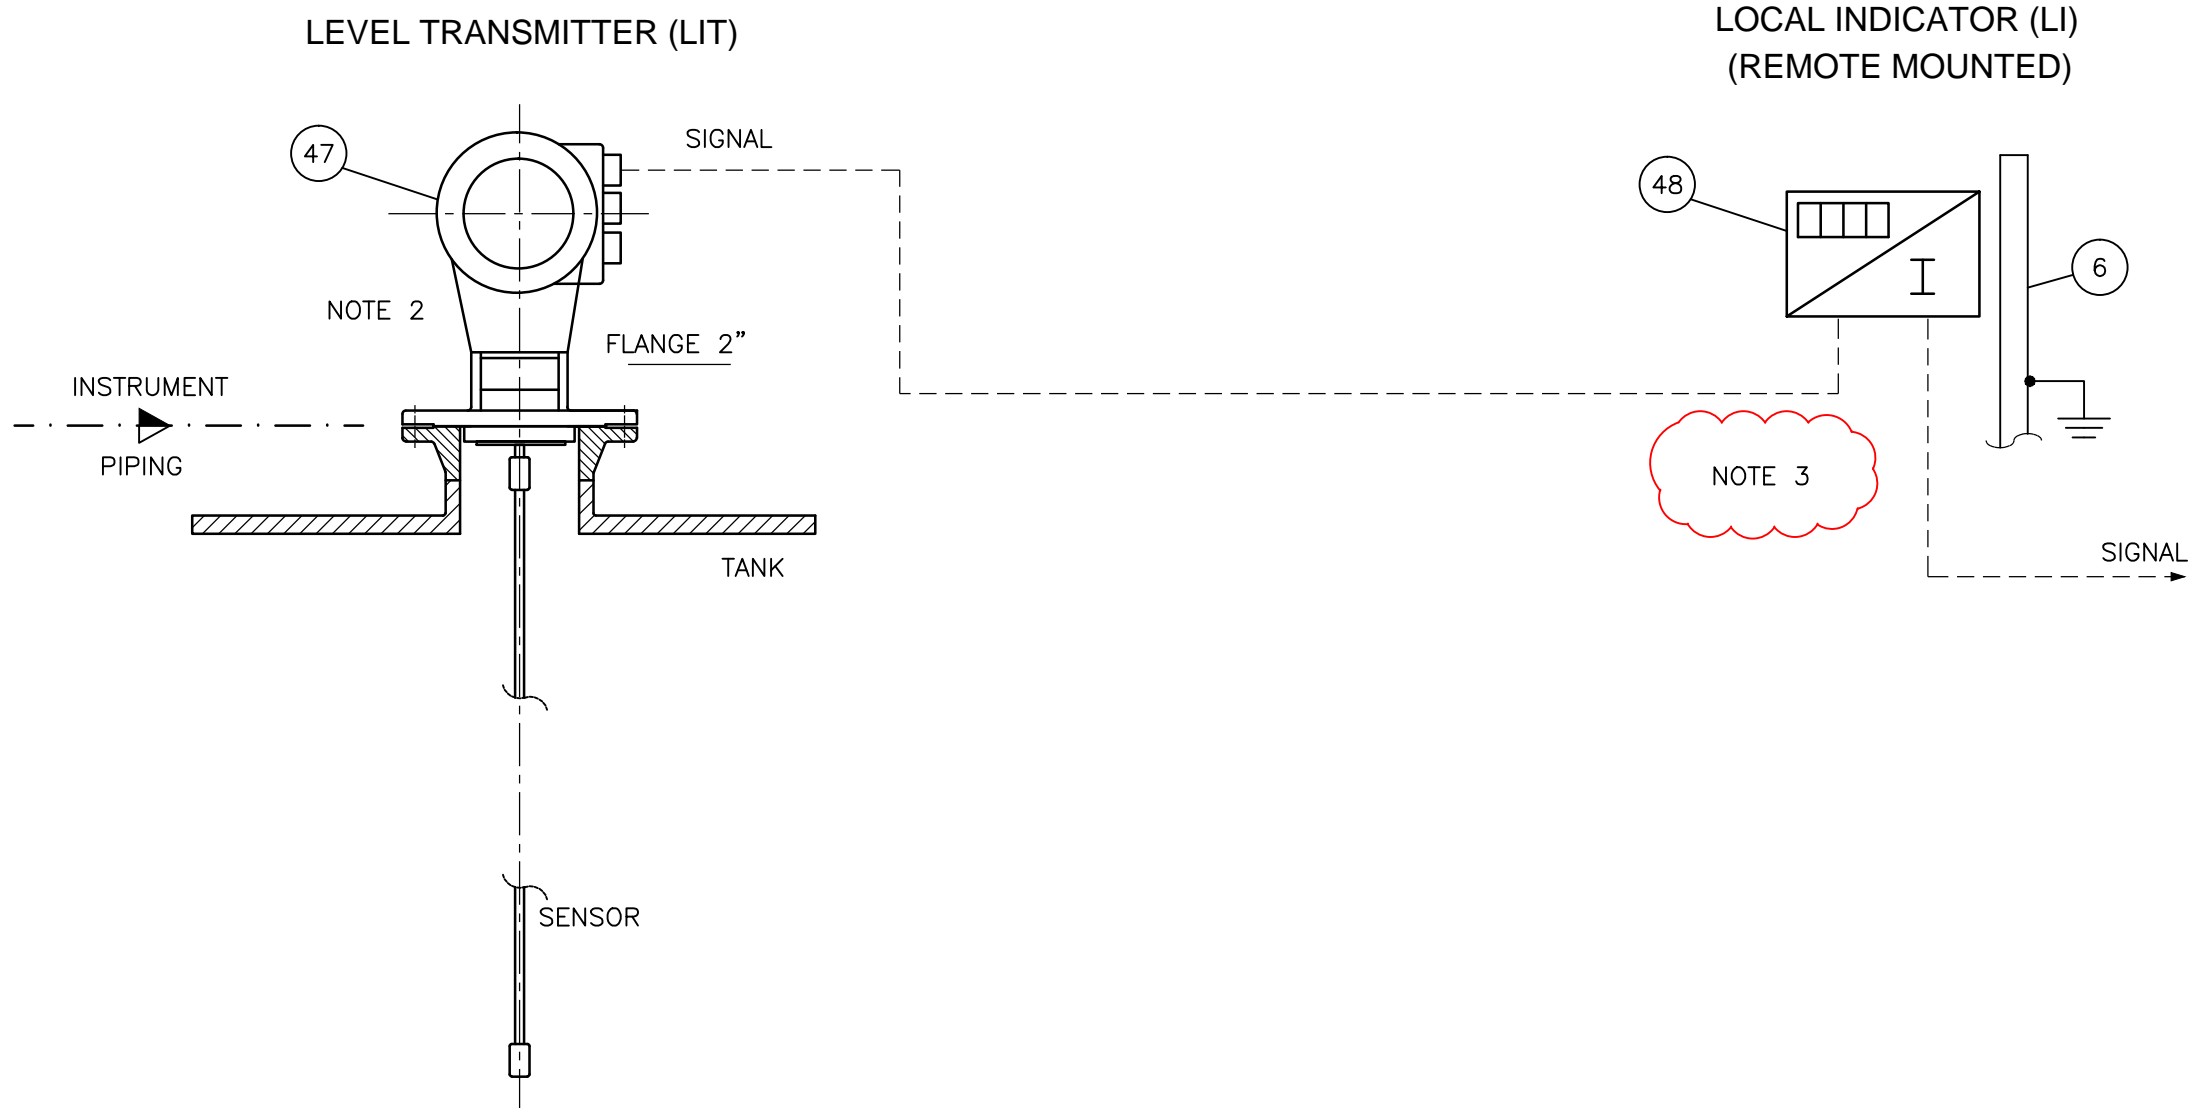 LEVEL TRANSMITTER (LIT)
LOCAL INDICATOR (LI)
(REMOTE MOUNTED)
47
SIGNAL
48
6
NOTE 2
FLANGE 2”
INSTRUMENT
PIPING
I
NOTE 3
TANK
SIGNAL
SENSOR